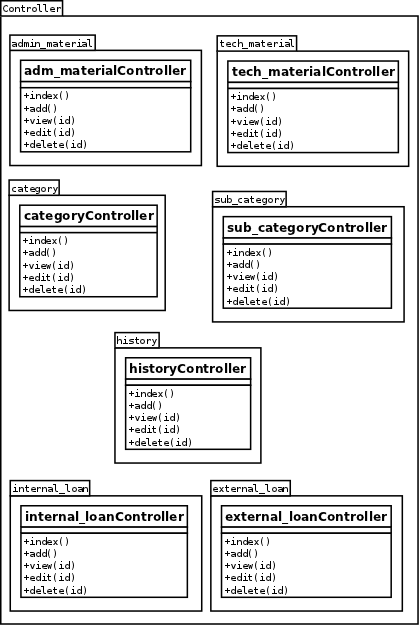 Controller
admin_material
adm_materialController
+index()
+add()
+view(id)
+edit(id)
+delete(id)
tech_material
tech_materialController
+index()
+add()
+view(id)
+edit(id)
+delete(id)
category
categoryController
+index()
+add()
+view(id)
+edit(id)
+delete(id)
sub_category
sub_categoryController
+index()
+add()
+view(id)
+edit(id)
+delete(id)
history
historyController
+index()
+add()
+view(id)
+edit(id)
+delete(id)
internal_loan
internal_loanController
+index()
+add()
+view(id)
+edit(id)
+delete(id)
external_loan
external_loanController
+index()
+add()
+view(id)
+edit(id)
+delete(id)